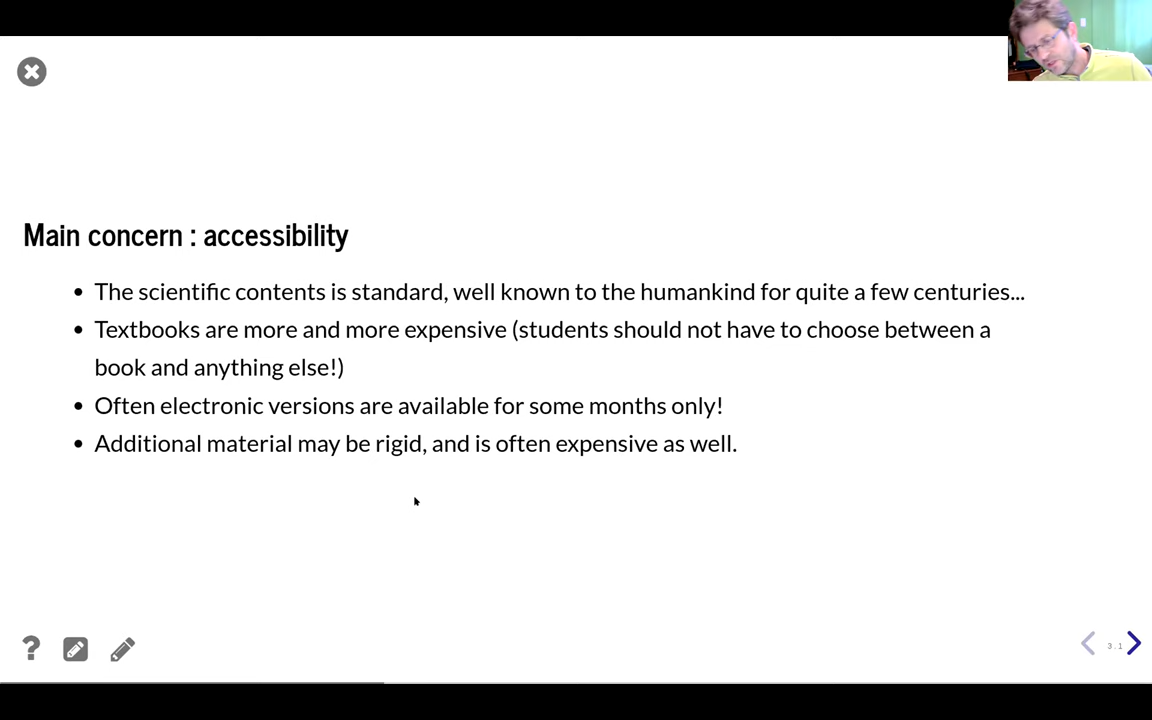 Main concern : accessibility
• The scientific contents is standard, well known to the humankind for quite a few centuries...
• Textbooks are more and more expensive (students should not have to choose between a
book and anything else!)
• Often electronic versions are available for some months only!
• Additional material may be rigid, and is often expensive as well.
?
3.1